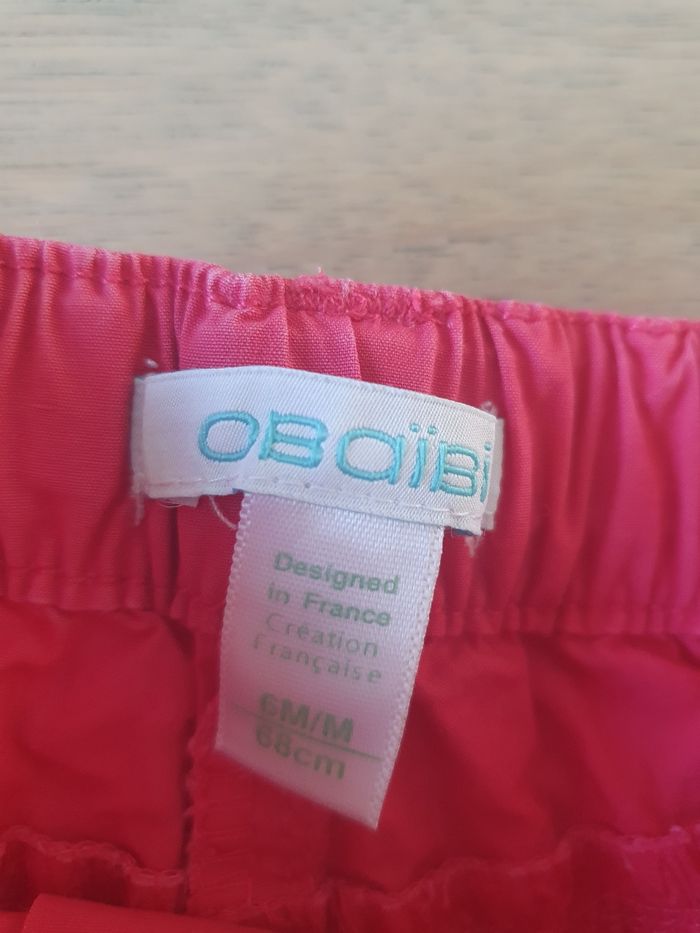 OBaïBi
Designed
in France
Création
Française
6M/M
68cm